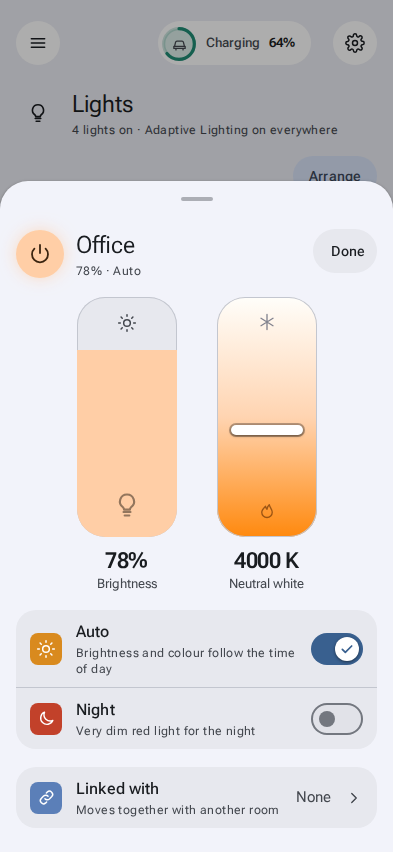 Charging 64%
Lights
4 lights on · Adaptive Lighting on everywhere
Arrange
Office
78% · Auto
Done
78%
Brightness
4000 K
Neutral white
Auto
Brightness and colour follow the time
of day
Night
Very dim red light for the night
Linked with
Moves together with another room
None